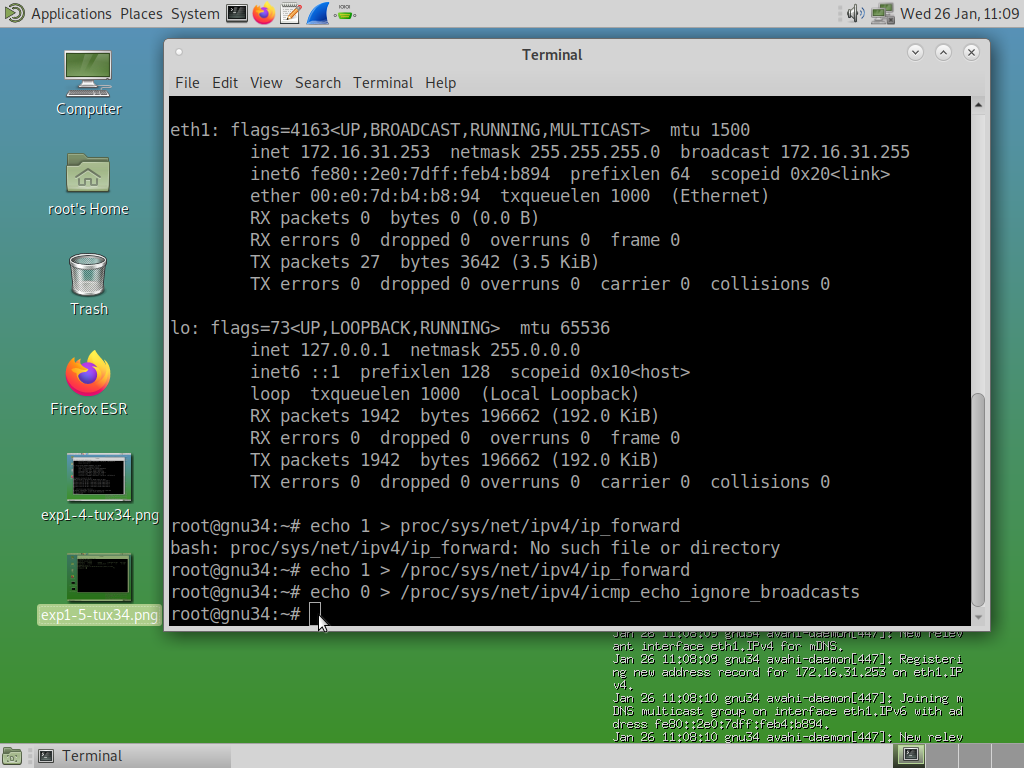 Applications Places System
Wed 26 Jan, 11:09
Computer
root's Home
Trash
Firefox ESR
exp1-4-tux34.png
exp1-5-tux34.png
Terminal
File Edit View Search Terminal Help
eth1: flags=4163<UP,BROADCAST,RUNNING,MULTICAST>  mtu 1500
        inet 172.16.31.253  netmask 255.255.255.0  broadcast 172.16.31.255
        inet6 fe80::2e0:7dff:feb4:b894  prefixlen 64  scopeid 0x20<link>
        ether 00:e0:7d:b4:b8:94  txqueuelen 1000  (Ethernet)
        RX packets 0  bytes 0 (0.0 B)
        RX errors 0  dropped 0  overruns 0  frame 0
        TX packets 27  bytes 3642 (3.5 KiB)
        TX errors 0  dropped 0 overruns 0  carrier 0  collisions 0
lo: flags=73<UP,LOOPBACK,RUNNING>  mtu 65536
        inet 127.0.0.1  netmask 255.0.0.0
        inet6 ::1  prefixlen 128  scopeid 0x10<host>
        loop  txqueuelen 1000  (Local Loopback)
        RX packets 1942  bytes 196662 (192.0 KiB)
        RX errors 0  dropped 0  overruns 0  frame 0
        TX packets 1942  bytes 196662 (192.0 KiB)
        TX errors 0  dropped 0 overruns 0  carrier 0  collisions 0
root@gnu34:~# echo 1 > proc/sys/net/ipv4/ip_forward
bash: proc/sys/net/ipv4/ip_forward: No such file or directory
root@gnu34:~# echo 1 > /proc/sys/net/ipv4/ip_forward
root@gnu34:~# echo 0 > /proc/sys/net/ipv4/icmp_echo_ignore_broadcasts
root@gnu34:~#
Jan 26 11:08:09 gnu34 avahi-daemon[447]: New relev
ant interface eth1.IPv4 for mDNS.
Jan 26 11:08:09 gnu34 avahi-daemon[447]: Registeri
ng new address record for 172.16.31.253 on eth1.IP
v4.
Jan 26 11:08:10 gnu34 avahi-daemon[447]: Joining m
DNS multicast group on interface eth1.IPv6 with ad
dress fe80::2e0:7dff:feb4:b894.
Jan 26 11:08:10 gnu34 avahi-daemon[447]: New relev
Terminal